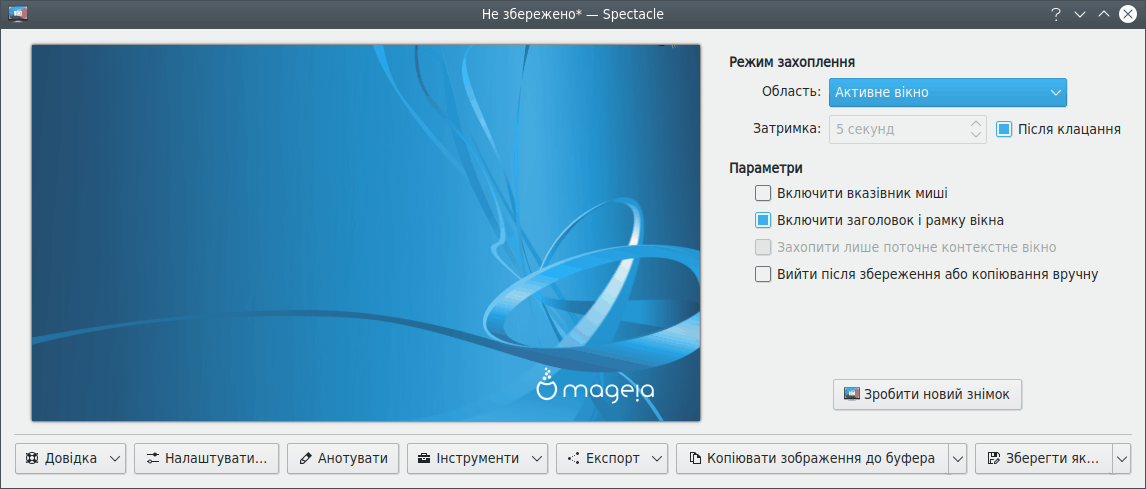 Не збережено* — Spectacle
Режим захоплення
Область: Активне вікно
Затримка: 5 секунд Після клацання
Параметри
Включити вказівник миші
Включити заголовок і рамку вікна
Захопити лише поточне контекстне вікно
Вийти після збереження або копіювання вручну
mageia
Зробити новий знімок
Довідка Налаштувати... Анотувати Інструменти Експорт Копіювати зображення до буфера Зберегти як...